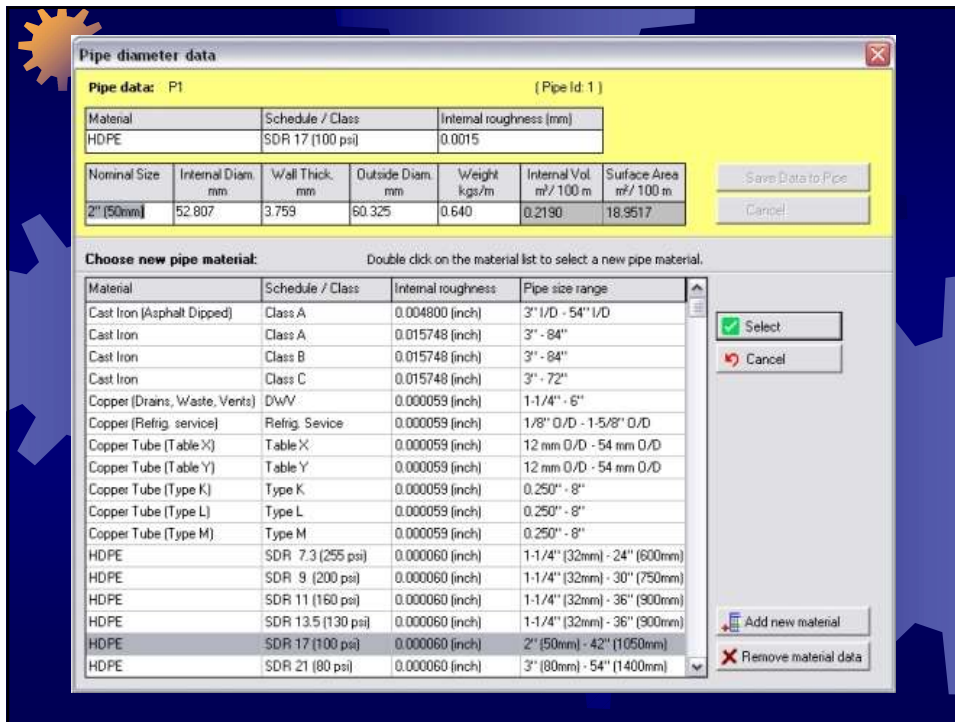 Pipe diameter data
Pipe data: P1 ( Pipe Id: 1 )
Material Schedule / Class Internal roughness (mm)
HDPE SDR 17 (100 psi) 0.0015
Nominal Size Internal Diam. Wall Thick. Outside Diam. Weight Internal Vol. Surface Area
mm mm mm kgs/m m³/ 100 m m²/ 100 m
2" (50mm) 52.807 3.759 60.325 0.640 0.2190 18.9517
Save Data to Pipe
Cancel
Choose new pipe material: Double click on the material list to select a new pipe material.
Material Schedule / Class Internal roughness Pipe size range
Cast Iron (Asphalt Dipped) Class A 0.004800 (inch) 3" I/D - 54" I/D
Cast Iron Class A 0.015748 (inch) 3" - 84"
Cast Iron Class B 0.015748 (inch) 3" - 84"
Cast Iron Class C 0.015748 (inch) 3" - 72"
Copper (Drains, Waste, Vents) DWV 0.000059 (inch) 1-1/4" - 6"
Copper (Refrig. service) Refrig. Sevice 0.000059 (inch) 1/8" O/D - 1-5/8" O/D
Copper Tube (Table X) Table X 0.000059 (inch) 12 mm O/D - 54 mm O/D
Copper Tube (Table Y) Table Y 0.000059 (inch) 12 mm O/D - 54 mm O/D
Copper Tube (Type K) Type K 0.000059 (inch) 0.250" - 8"
Copper Tube (Type L) Type L 0.000059 (inch) 0.250" - 8"
Copper Tube (Type M) Type M 0.000059 (inch) 0.250" - 8"
HDPE SDR 7.3 (255 psi) 0.000060 (inch) 1-1/4" (32mm) - 24" (600mm)
HDPE SDR 9 (200 psi) 0.000060 (inch) 1-1/4" (32mm) - 30" (750mm)
HDPE SDR 11 (160 psi) 0.000060 (inch) 1-1/4" (32mm) - 36" (900mm)
HDPE SDR 13.5 (130 psi) 0.000060 (inch) 1-1/4" (32mm) - 36" (900mm)
HDPE SDR 17 (100 psi) 0.000060 (inch) 2" (50mm) - 42" (1050mm)
HDPE SDR 21 (80 psi) 0.000060 (inch) 3" (80mm) - 54" (1400mm)
Select
Cancel
Add new material
Remove material data